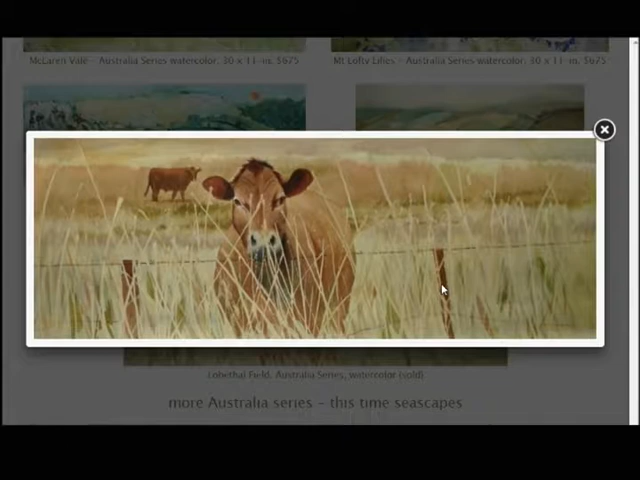 McLaren Vale - Australia Series watercolor. 30 x 11-in. $675
Mt Lofty Lillies - Australia Series watercolor. 30 x 11-in. $675
Lobethal Field. Australia Series, watercolor (sold)
more Australia series - this time seascapes